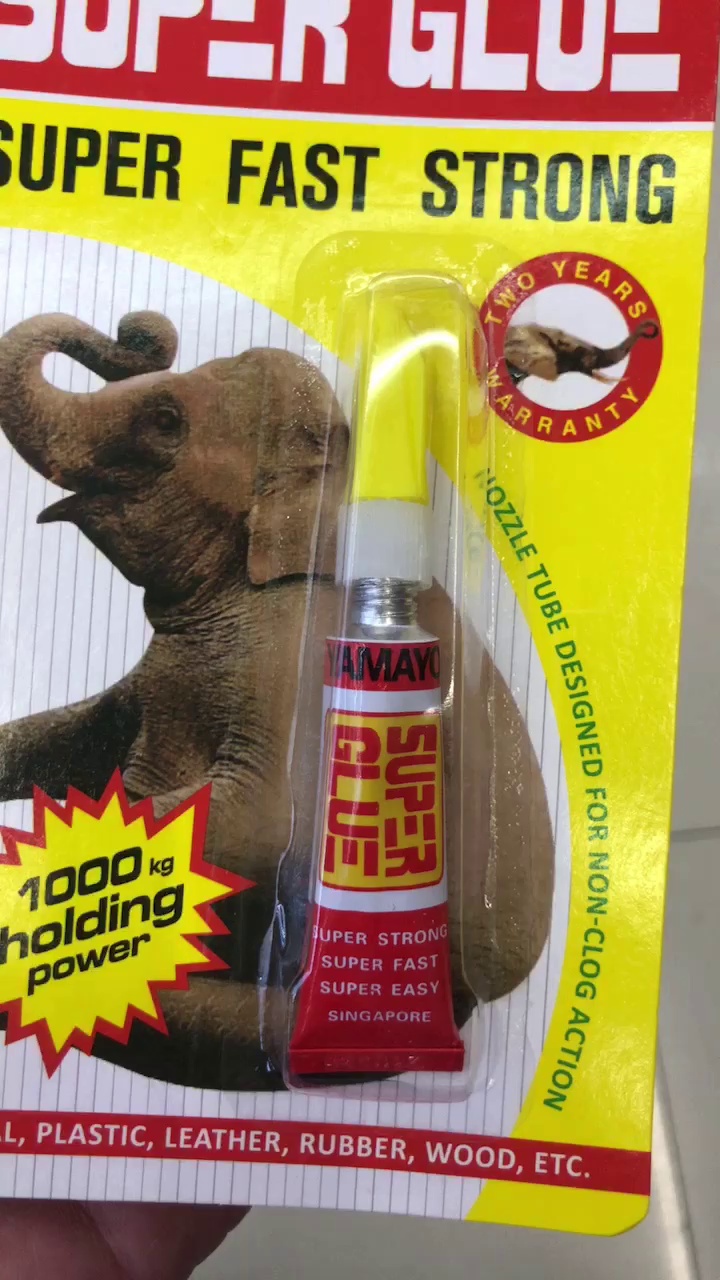 SUPER GLUE
SUPER FAST STRONG
TWO YEARS
WARRANTY
NOZZLE TUBE DESIGNED FOR NON-CLOG ACTION
YAMAYO
SUPER
GLUE
1000 kg
holding
power
SUPER STRONG
SUPER FAST
SUPER EASY
SINGAPORE
PLASTIC, LEATHER, RUBBER, WOOD, ETC.